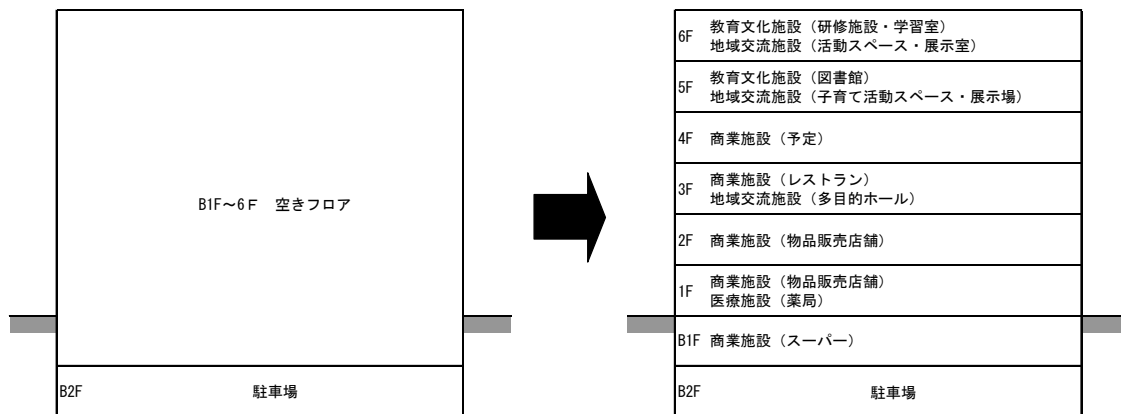 B1F～6Ｆ　空きフロア
B2F 駐車場
6F 教育文化施設（研修施設・学習室）
地域交流施設（活動スペース・展示室）
5F 教育文化施設（図書館）
地域交流施設（子育て活動スペース・展示場）
4F 商業施設（予定）
3F 商業施設（レストラン）
地域交流施設（多目的ホール）
2F 商業施設（物品販売店舗）
1F 商業施設（物品販売店舗）
医療施設（薬局）
B1F 商業施設（スーパー）
B2F 駐車場